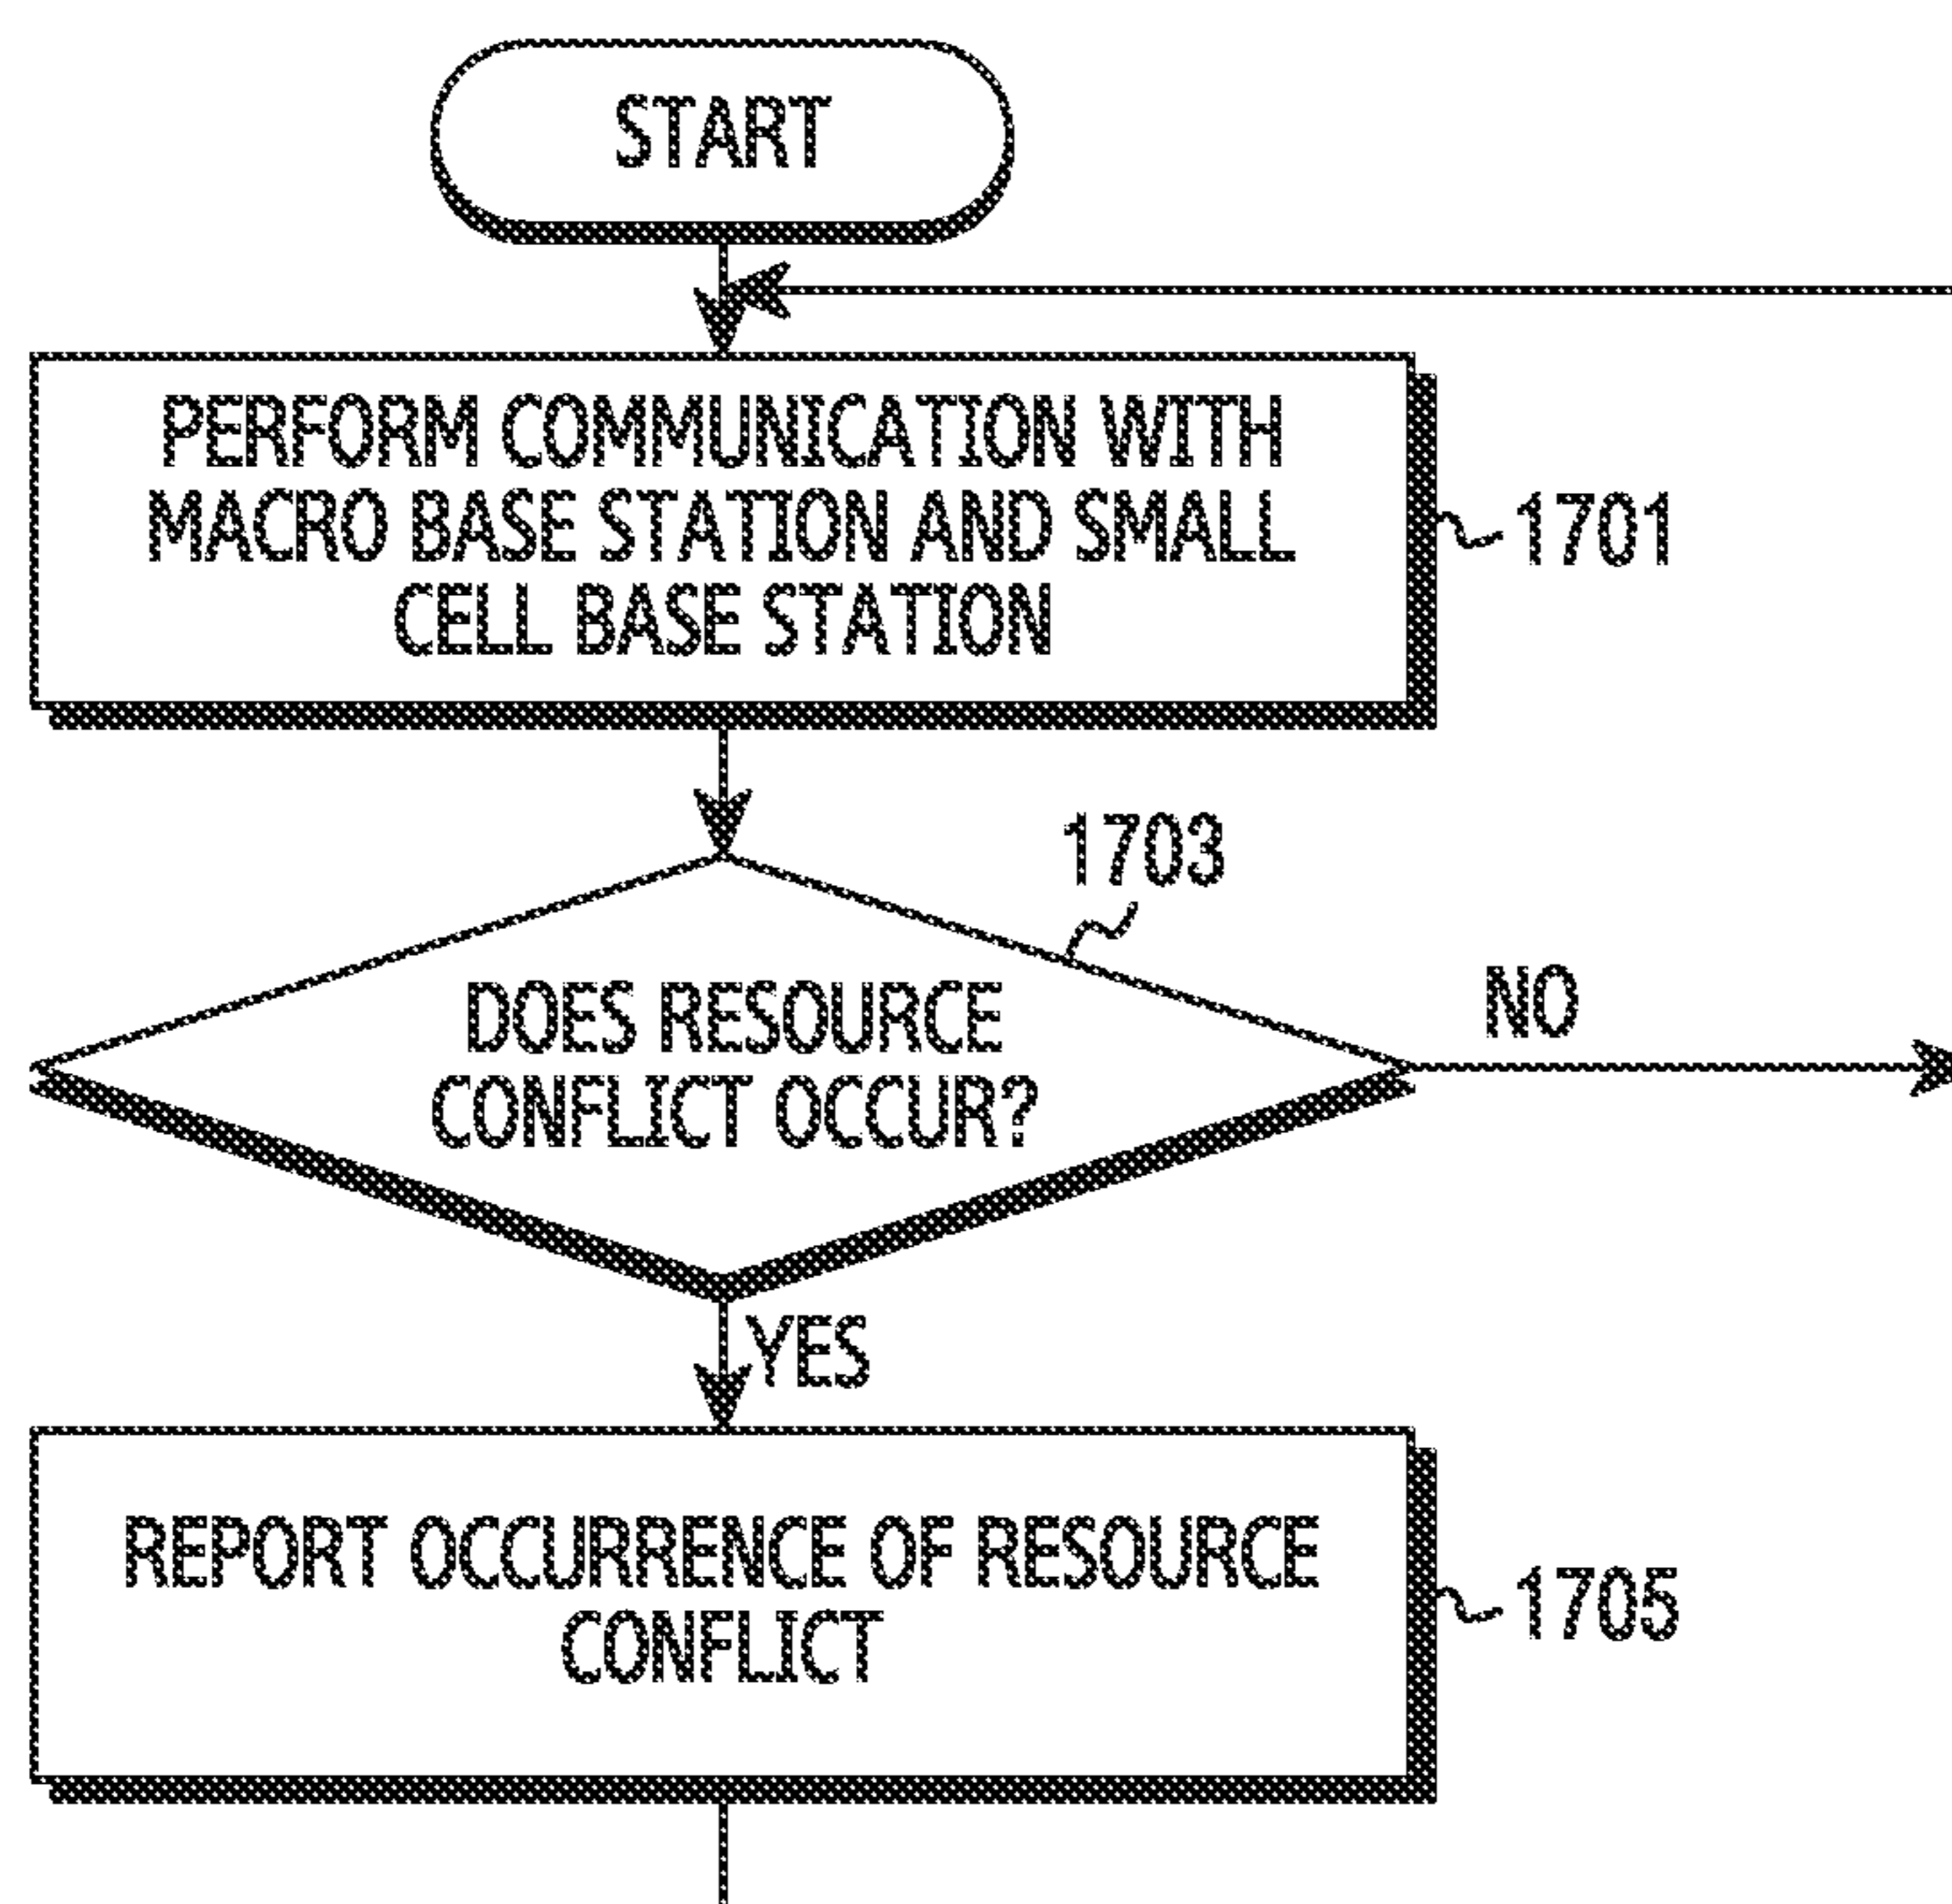 START
PERFORM COMMUNICATION WITH
MACRO BASE STATION AND SMALL
CELL BASE STATION
1701
1703
DOES RESOURCE
CONFLICT OCCUR?
NO
YES
REPORT OCCURRENCE OF RESOURCE
CONFLICT
1705